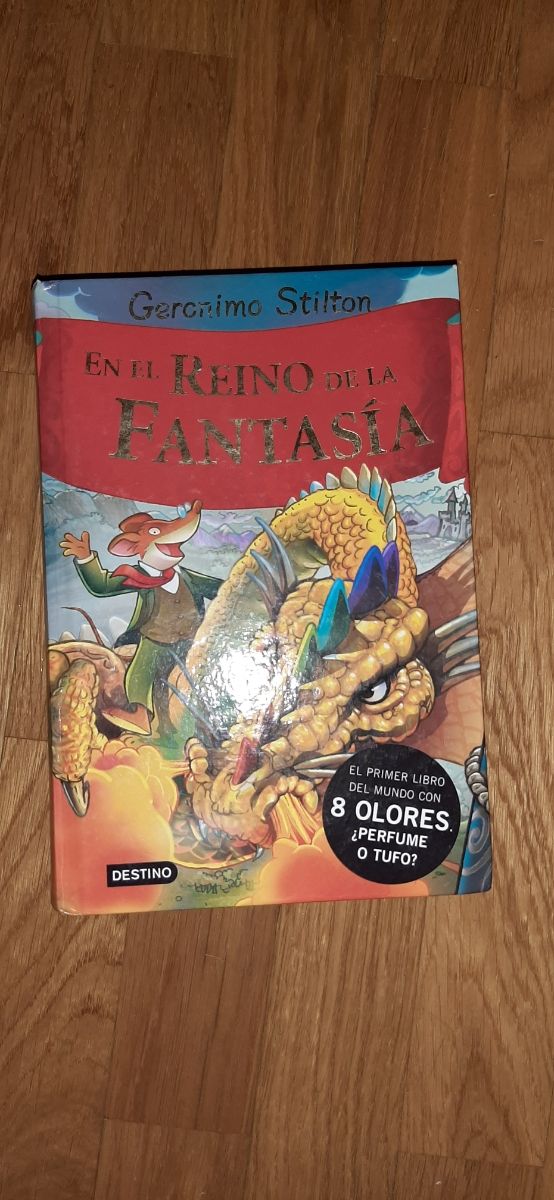 Geronimo Stilton
EN EL REINO DE LA
FANTASÍA
EL PRIMER LIBRO
DEL MUNDO CON
8 OLORES.
¿PERFUME
O TUFO?
DESTINO